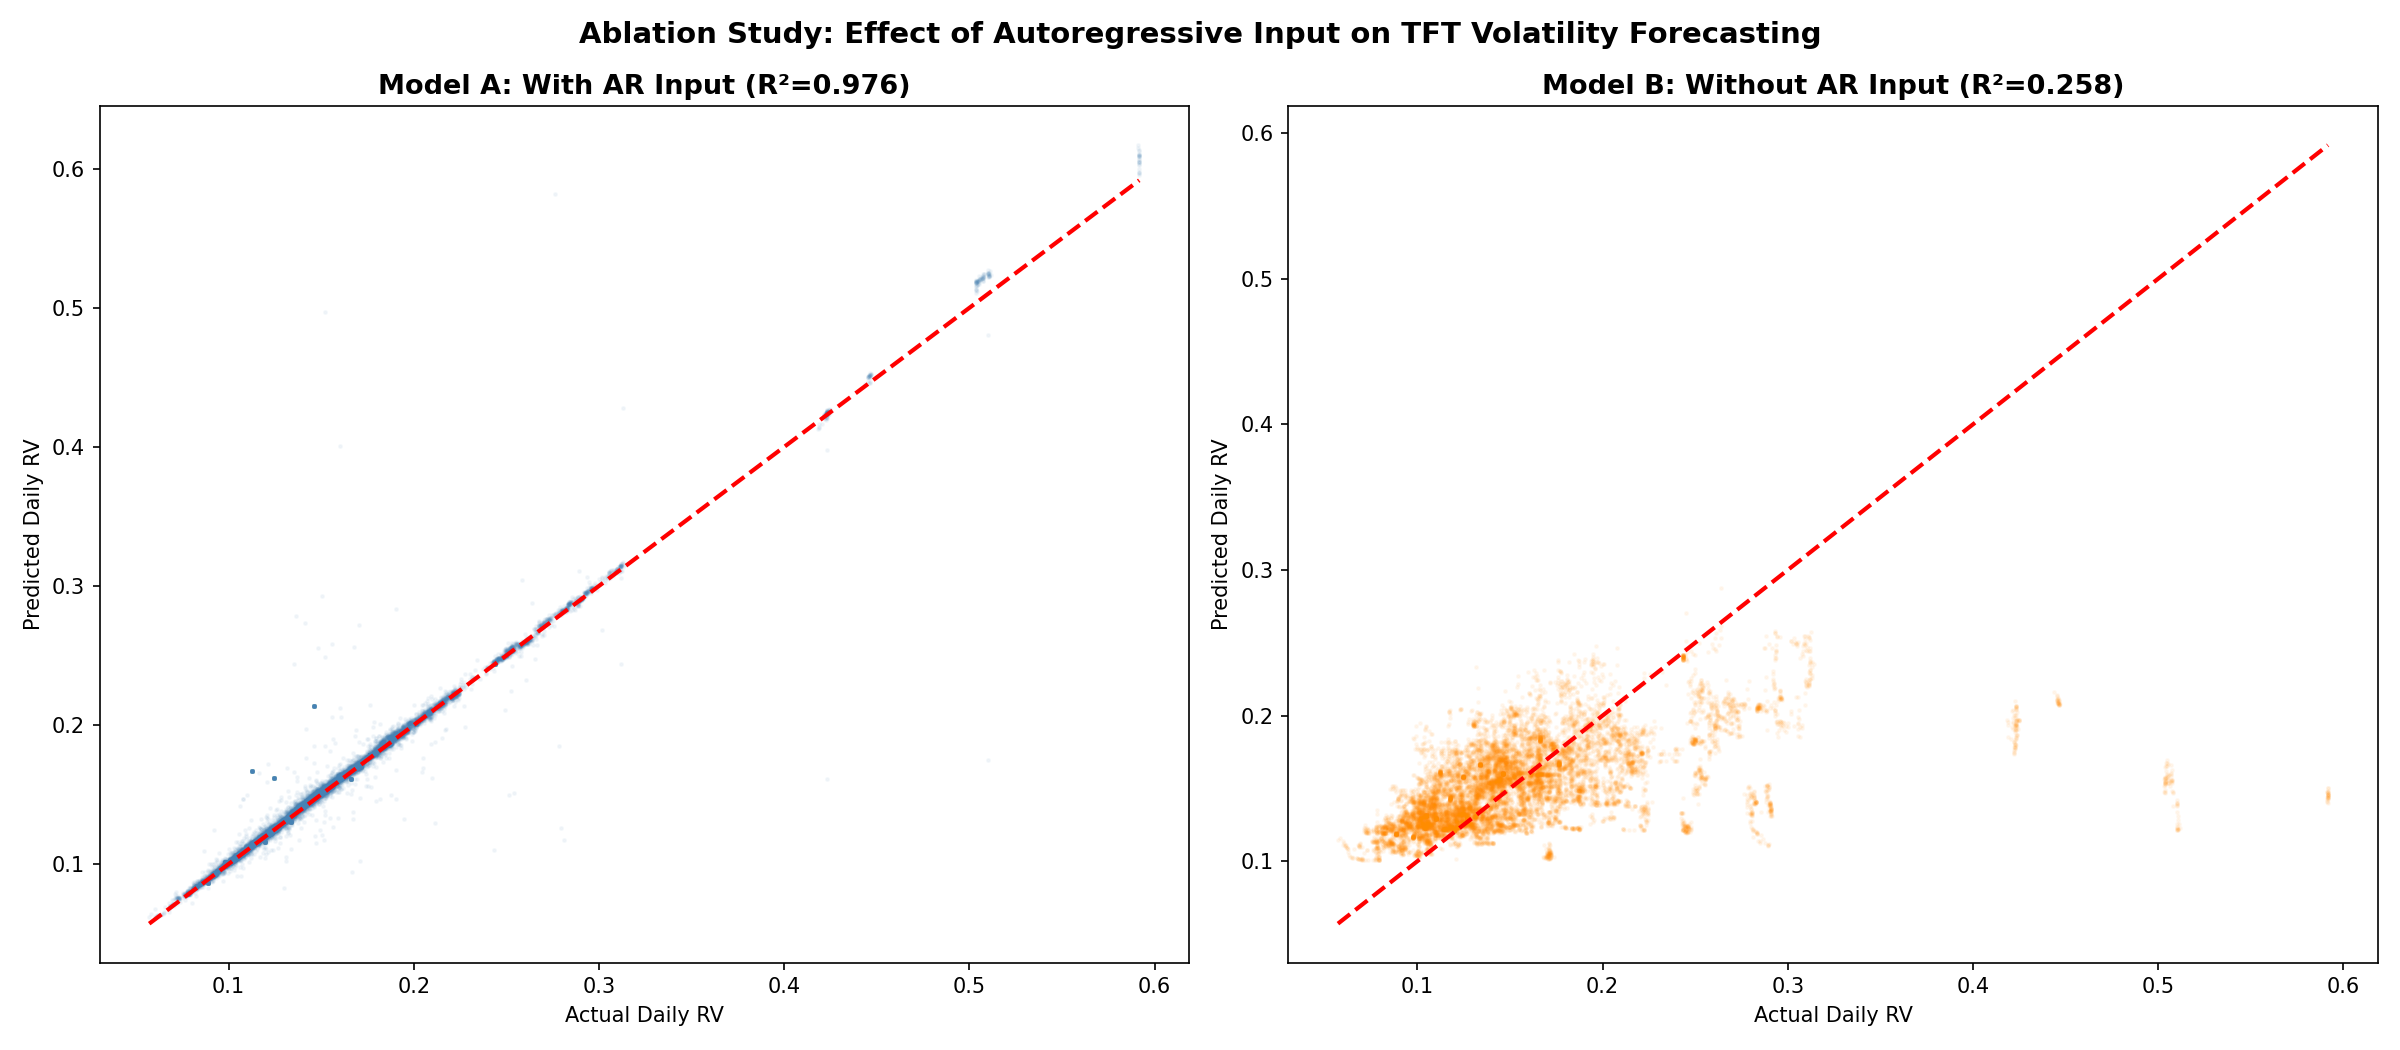 Ablation Study: Effect of Autoregressive Input on TFT Volatility Forecasting
Model A: With AR Input (R²=0.976)
Predicted Daily RV
0.6
0.5
0.4
0.3
0.2
0.1
0.1 0.2 0.3 0.4 0.5 0.6
Actual Daily RV
Model B: Without AR Input (R²=0.258)
Predicted Daily RV
0.6
0.5
0.4
0.3
0.2
0.1
0.1 0.2 0.3 0.4 0.5 0.6
Actual Daily RV